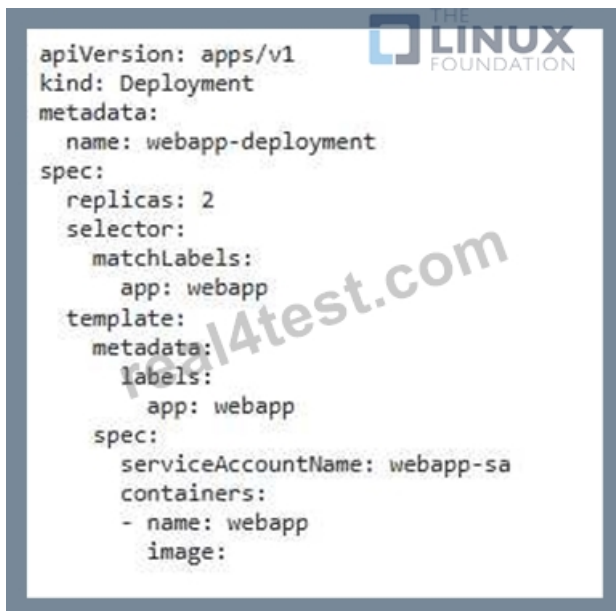 THE
LINUX
FOUNDATION
apiVersion: apps/v1
kind: Deployment
metadata:
  name: webapp-deployment
spec:
  replicas: 2
  selector:
    matchLabels:
      app: webapp
  template:
    metadata:
      labels:
        app: webapp
    spec:
      serviceAccountName: webapp-sa
      containers:
      - name: webapp
        image:
real4test.com